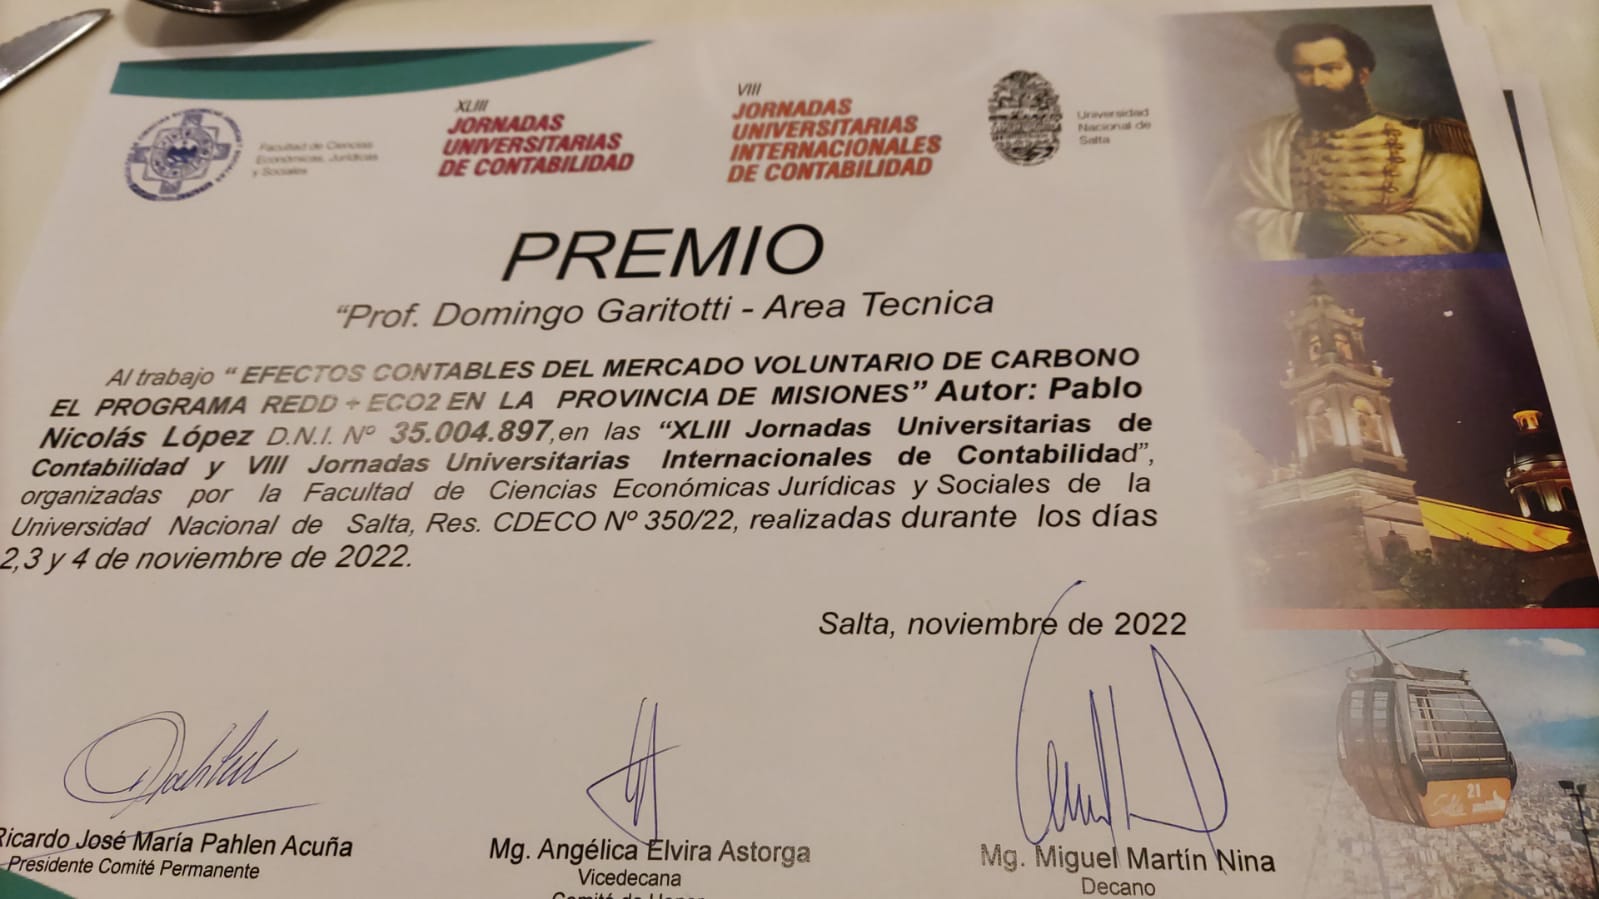 Facultad de Ciencias
Económicas, Jurídicas
y Sociales
XLIII
JORNADAS
UNIVERSITARIAS
DE CONTABILIDAD
VIII
JORNADAS
UNIVERSITARIAS
INTERNACIONALES
DE CONTABILIDAD
Universidad
Nacional de
Salta
PREMIO
“Prof. Domingo Garitotti - Area Tecnica
Al trabajo “ EFECTOS CONTABLES DEL MERCADO VOLUNTARIO DE CARBONO
EL PROGRAMA REDD + ECO2 EN LA PROVINCIA DE MISIONES” Autor: Pablo
Nicolás López D.N.I. Nº 35.004.897,en las “XLIII Jornadas Universitarias de
Contabilidad y VIII Jornadas Universitarias Internacionales de Contabilidad”,
organizadas por la Facultad de Ciencias Económicas Jurídicas y Sociales de la
Universidad Nacional de Salta, Res. CDECO Nº 350/22, realizadas durante los días
2,3 y 4 de noviembre de 2022.
Salta, noviembre de 2022
Ricardo José María Pahlen Acuña
Presidente Comité Permanente
Mg. Angélica Elvira Astorga
Vicedecana
Comité de Honor
Mg. Miguel Martín Nina
Decano
21
Salta